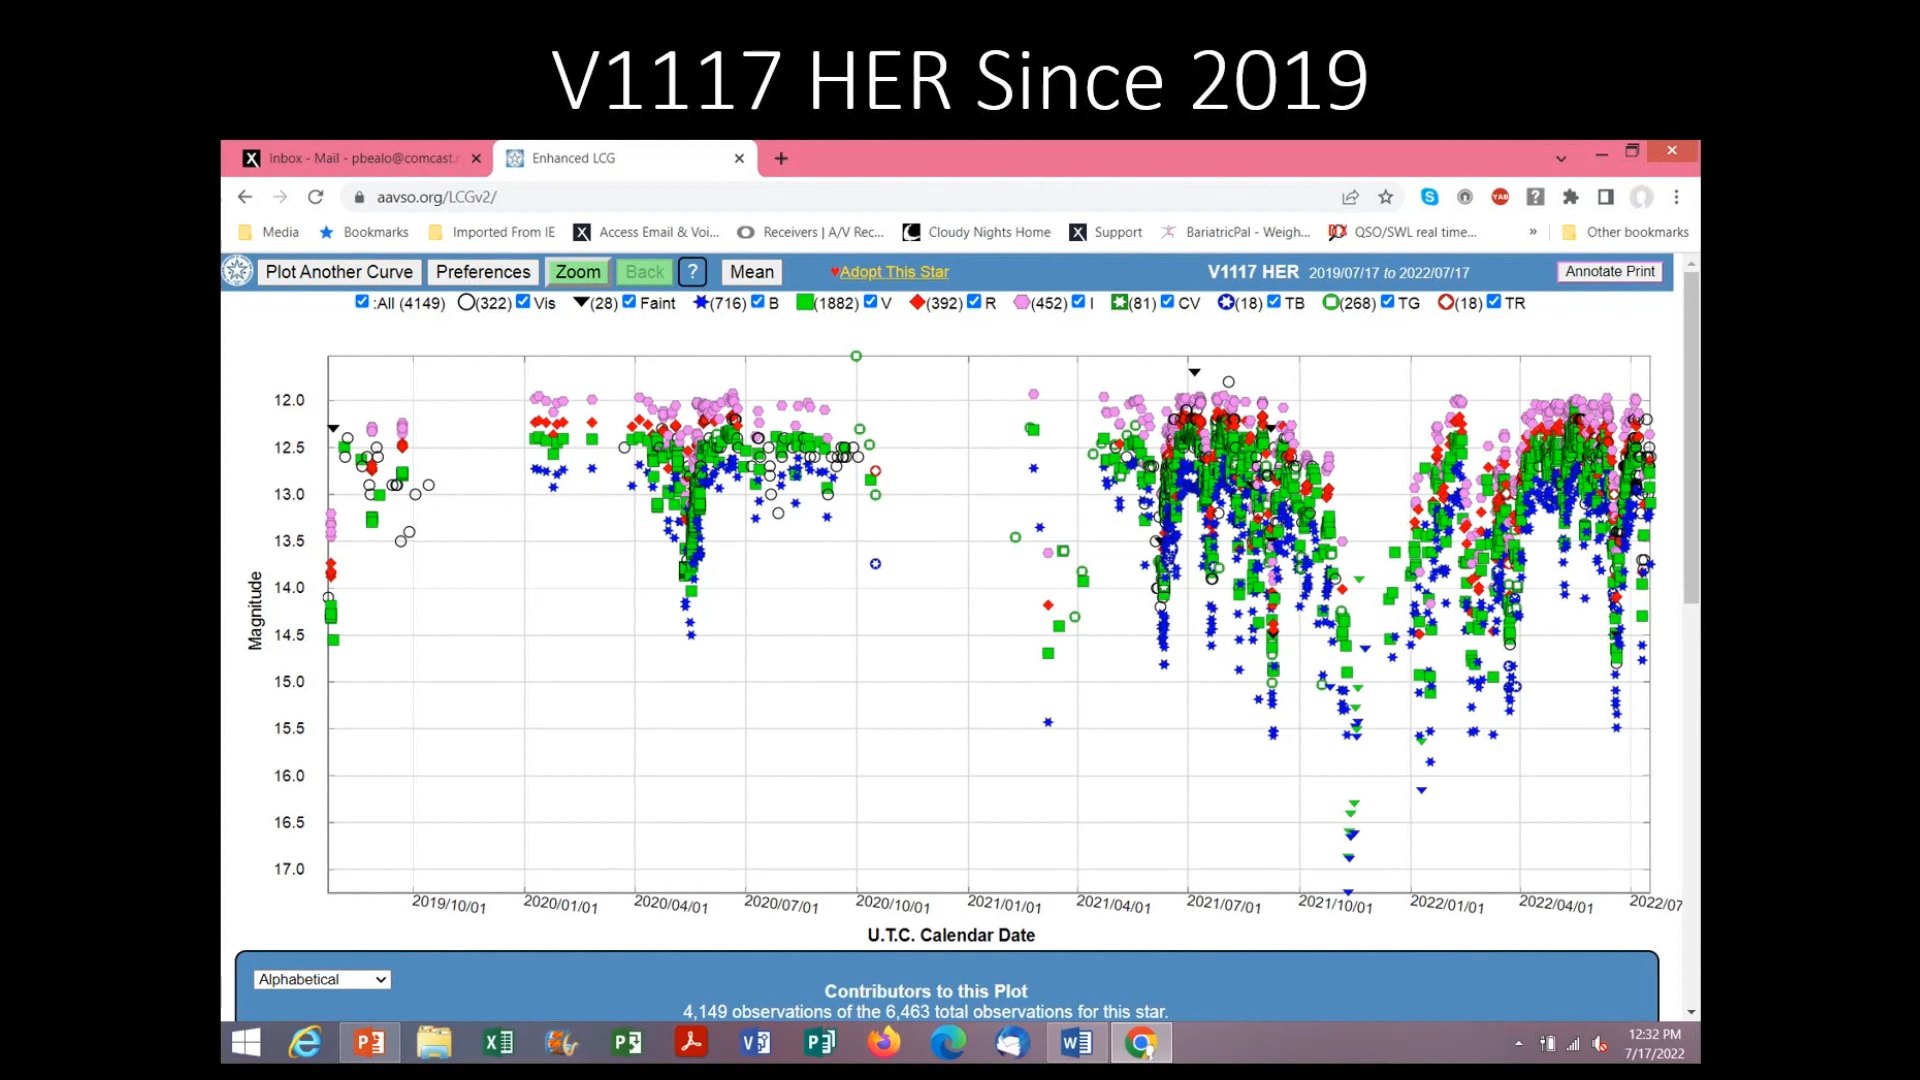 V1117 HER Since 2019
X Inbox - Mail - pbealo@comcast.
Enhanced LCG
aavso.org/LCGv2/
S YAB ?
Media Bookmarks Imported From IE X Access Email & Voi... Receivers | A/V Rec... Cloudy Nights Home X Support BariatricPal - Weigh... QSO/SWL real time... » Other bookmarks
Plot Another Curve Preferences Zoom Back ? Mean ♥Adopt This Star V1117 HER 2019/07/17 to 2022/07/17 Annotate Print
:All (4149) (322) Vis (28) Faint (716) B (1882) V (392) R (452) I (81) CV (18) TB (268) TG (18) TR
12.0
12.5
13.0
13.5
14.0
14.5
15.0
15.5
16.0
16.5
17.0
Magnitude
2019/10/01 2020/01/01 2020/04/01 2020/07/01 2020/10/01 2021/01/01 2021/04/01 2021/07/01 2021/10/01 2022/01/01 2022/04/01 2022/07
U.T.C. Calendar Date
Alphabetical
Contributors to this Plot
4,149 observations of the 6,463 total observations for this star.
12:32 PM
7/17/2022